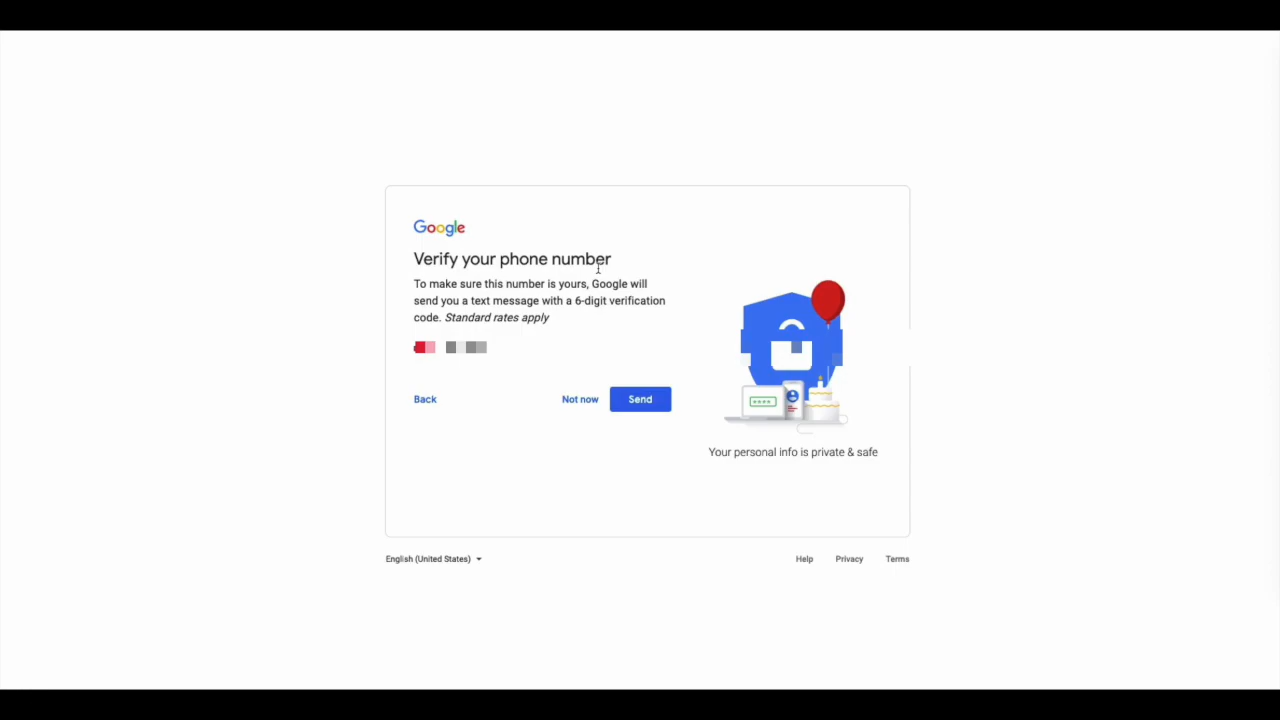 Google
Verify your phone number
To make sure this number is yours, Google will
send you a text message with a 6-digit verification
code. Standard rates apply
Back
Not now
Send
Your personal info is private & safe
English (United States)
Help
Privacy
Terms